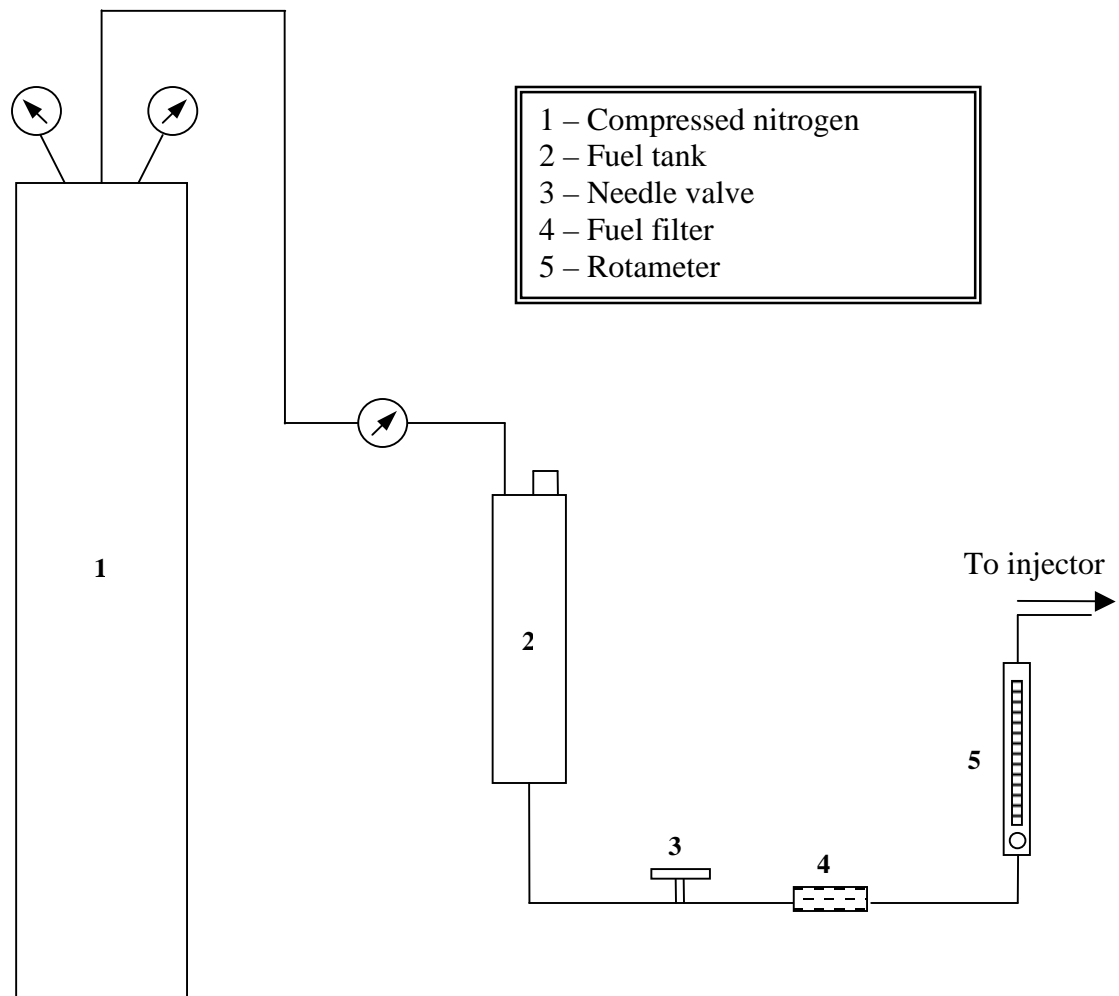 1 – Compressed nitrogen
2 – Fuel tank
3 – Needle valve
4 – Fuel filter
5 – Rotameter
To injector
1
2
5
3
4